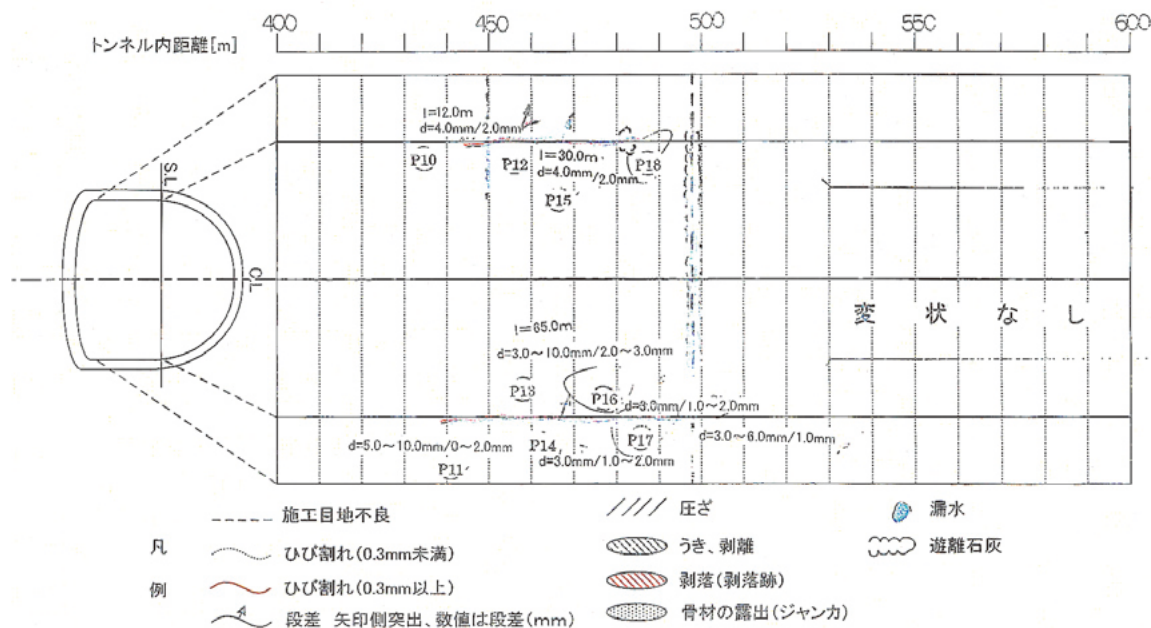 400 450 500 550 600
トンネル内距離[m]
l=12.0m
d=4.0mm/2.0mm
P10
P12
l=30.0m
d=4.0mm/2.0mm
P18
P15
SL
CL
変状なし
l=65.0m
d=3.0～10.0mm/2.0～3.0mm
P13
P16
d=3.0mm/1.0～2.0mm
d=5.0～10.0mm/0～2.0mm
P14
P17
d=3.0～6.0mm/1.0mm
d=3.0mm/1.0～2.0mm
P11
凡例
施工目地不良
ひび割れ(0.3mm未満)
ひび割れ(0.3mm以上)
段差 矢印側突出、数値は段差(mm)
圧ざ
うき、剥離
剥落(剥落跡)
骨材の露出(ジャンカ)
漏水
遊離石灰